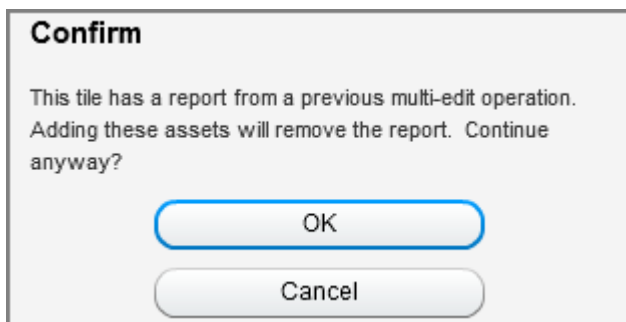 Confirm
This tile has a report from a previous multi-edit operation.
Adding these assets will remove the report.  Continue
anyway?
OK
Cancel